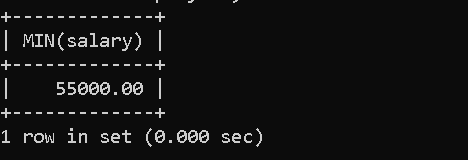 +-------------+
| MIN(salary) |
+-------------+
|    55000.00 |
+-------------+
1 row in set (0.000 sec)